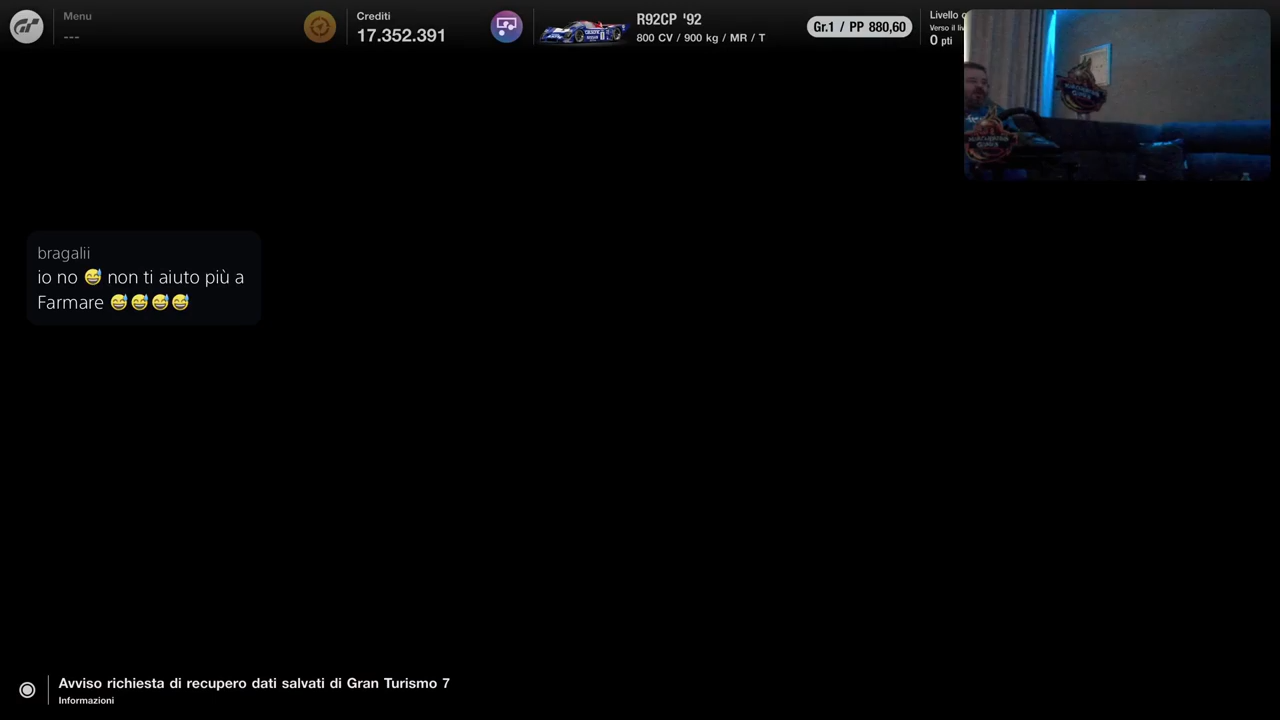 Menu
---
Crediti
17.352.391
R92CP '92
800 CV / 900 kg / MR / T
Gr.1 / PP 880,60
Livello
Verso il liv
0 pti
bragalii
io no 😅 non ti aiuto più a
Farmare 😅😅😅😅
Avviso richiesta di recupero dati salvati di Gran Turismo 7
Informazioni